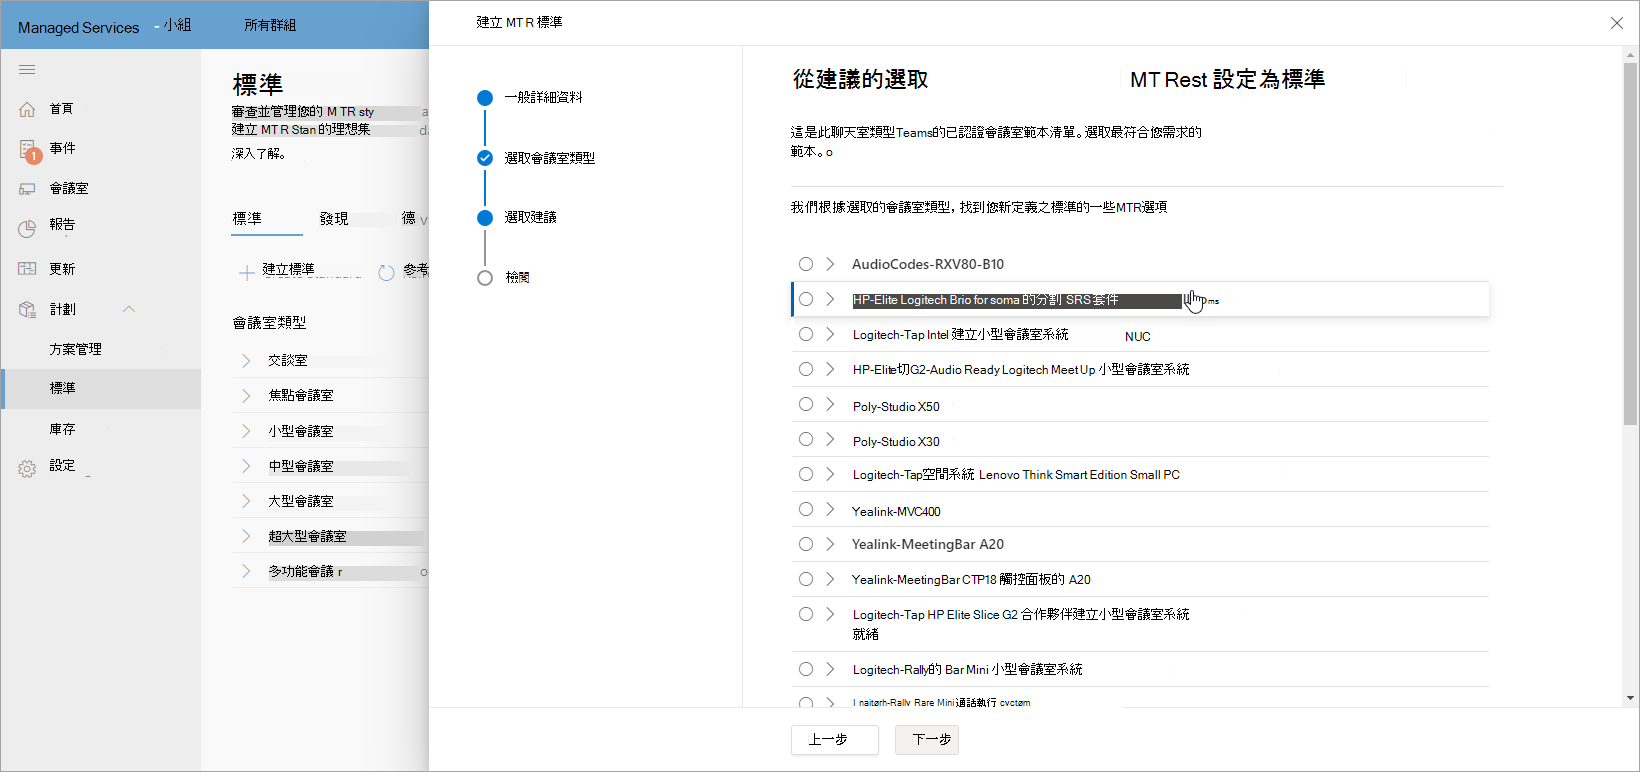 Managed Services - 小組 所有群組
首頁
事件
1
會議室
報告
更新
計劃
方案管理
標準
庫存
設定
標準
審查並管理您的 M TR sty a
建立 MTR Stan 的理想集 da
深入了解。
標準 發現 德 v
建立標準 參考
會議室類型
交談室
焦點會議室
小型會議室
中型會議室
大型會議室
超大型會議室
多功能會議 r o
建立 MTR 標準
一般詳細資料
選取會議室類型
選取建議
檢閱
從建議的選取 MT Rest 設定為標準
這是此聊天室類型Teams的已認證會議室範本清單。選取最符合您需求的
範本。o
我們根據選取的會議室類型, 找到您新定義之標準的一些MTR選項
AudioCodes-RXV80-B10
HP-Elite Logitech Brio for soma 的分割 SRS 套件 oms
Logitech-Tap Intel 建立小型會議室系統 NUC
HP-Elite切G2-Audio Ready Logitech Meet Up 小型會議室系統
Poly-Studio X50
Poly-Studio X30
Logitech-Tap空間系統 Lenovo Think Smart Edition Small PC
Yealink-MVC400
Yealink-MeetingBar A20
Yealink-MeetingBar CTP18 觸控面板的 A20
Logitech-Tap HP Elite Slice G2 合作夥伴建立小型會議室系統
就緒
Logitech-Rally的 Bar Mini 小型會議室系統
上一步 下一步